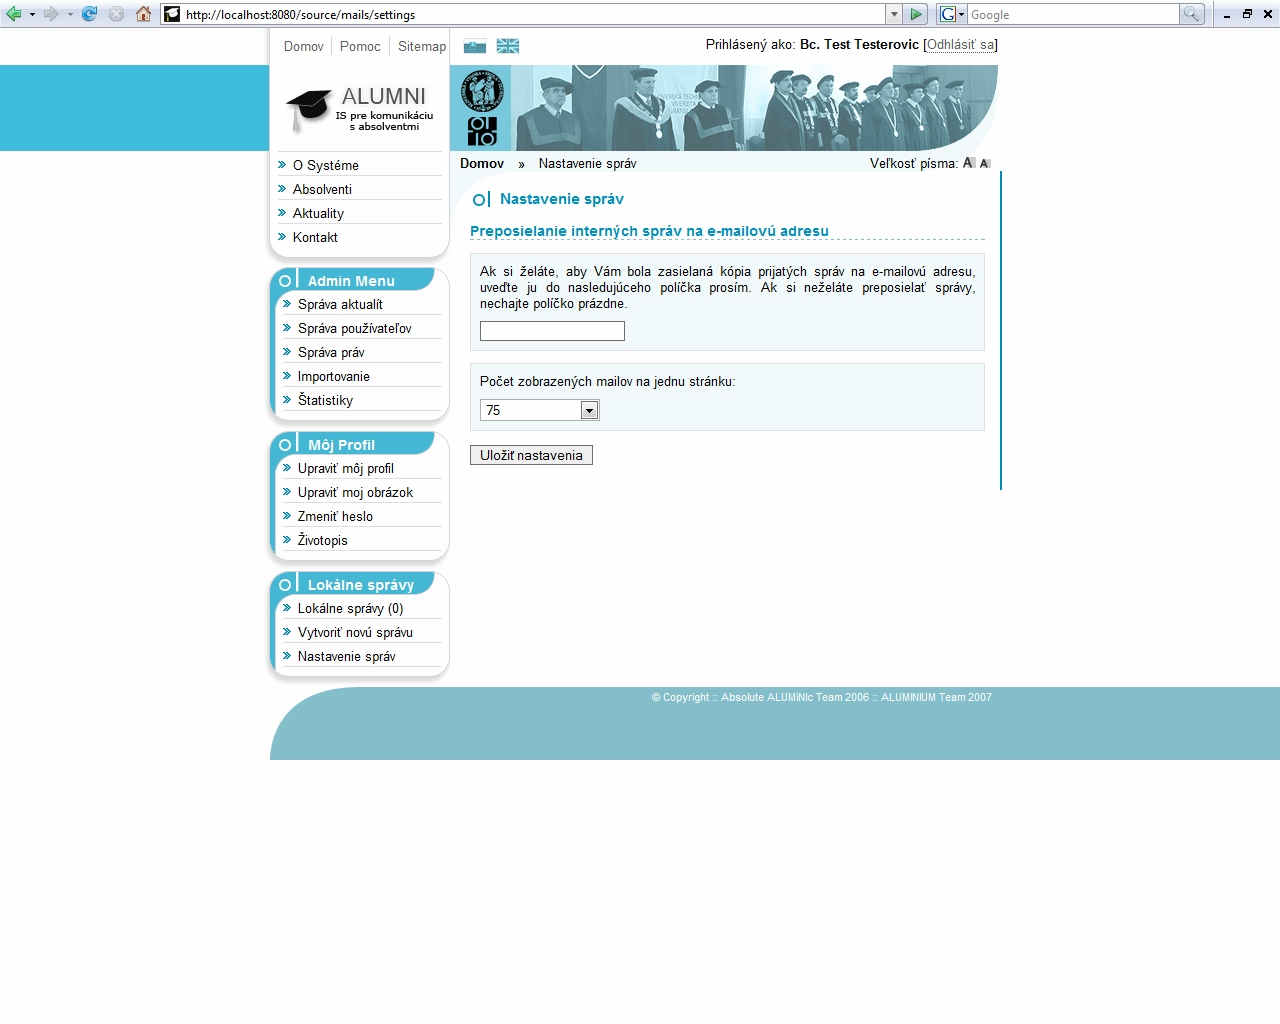 http://localhost:8080/source/mails/settings
Google
Domov Pomoc Sitemap
Prihlásený ako: Bc. Test Testerovic [Odhlásiť sa]
ALUMNI
IS pre komunikáciu
s absolventmi
Domov » Nastavenie správ
Veľkosť písma: A A
O Systéme
Absolventi
Aktuality
Kontakt
Admin Menu
Správa aktualít
Správa používateľov
Správa práv
Importovanie
Štatistiky
Môj Profil
Upraviť môj profil
Upraviť moj obrázok
Zmeniť heslo
Životopis
Lokálne správy
Lokálne správy (0)
Vytvoriť novú správu
Nastavenie správ
Nastavenie správ
Preposielanie interných správ na e-mailovú adresu
Ak si želáte, aby Vám bola zasielaná kópia prijatých správ na e-mailovú adresu,
uveďte ju do nasledujúceho políčka prosím. Ak si neželáte preposielať správy,
nechajte políčko prázdne.
Počet zobrazených mailov na jednu stránku:
75
Uložiť nastavenia
© Copyright :: Absolute ALUMiNIc Team 2006 :: ALUMINIUM Team 2007